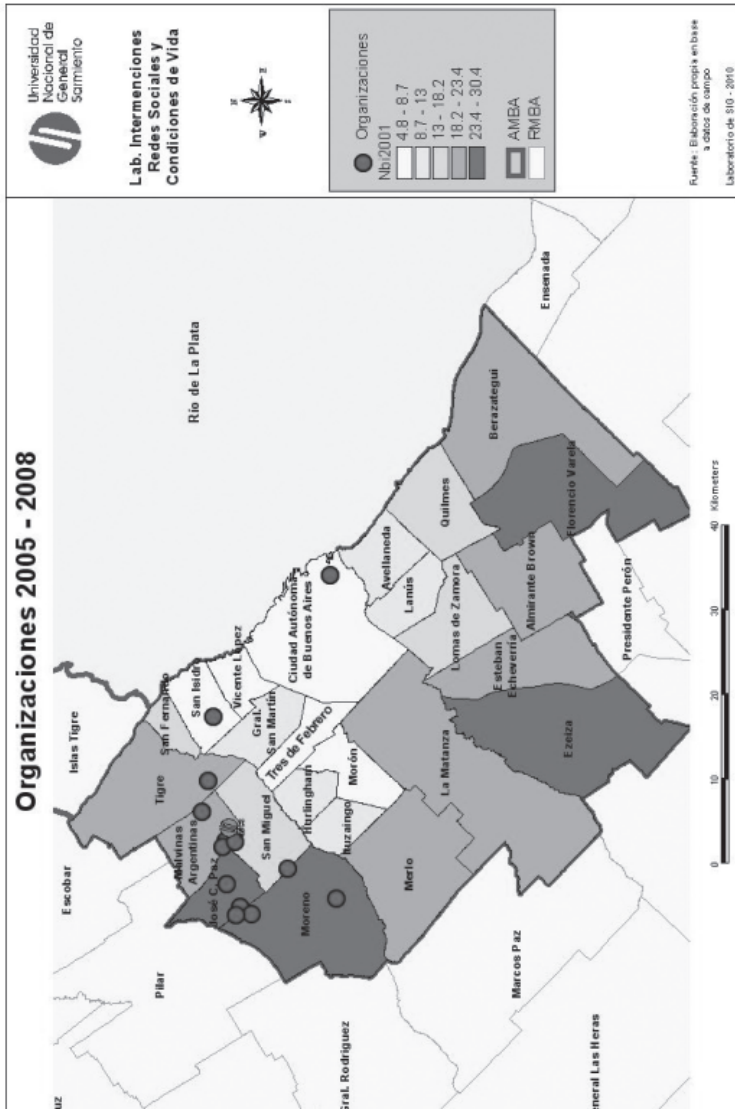 Organizaciones 2005 - 2008
Universidad
Nacional de
General
Sarmiento
Lab. Intermenciones
Redes Sociales y
Condiciones de Vida
N
E
S
W
Organizaciones
Nbi2001
4.8 - 8.7
8.7 - 13
13 - 18.2
18.2 - 23.4
23.4 - 30.4
AMBA
RMBA
Fuente: Elaboración propia en base
a datos de campo
Laboratorio de SIG - 2010
Río de La Plata
Islas Tigre
Escobar
Pilar
uz
Gral. Rodríguez
Marcos Paz
eneral Las Heras
San Fernando
San Isidro
Vicente López
Tigre
Malvinas
Argentinas
José C. Paz
San Miguel
Gral.
San Martín
Tres de Febrero
Hurlingham
Ituzaingo
Morón
Moreno
Merlo
La Matanza
Ciudad Autónoma
de Buenos Aires
Avellaneda
Lanús
Quilmes
Lomas de Zamora
Almirante Brown
Esteban
Echeverría
Ezeiza
Presidente Perón
Florencio Varela
Berazategui
Ensenada
0
10
20
30
40
Kilometers